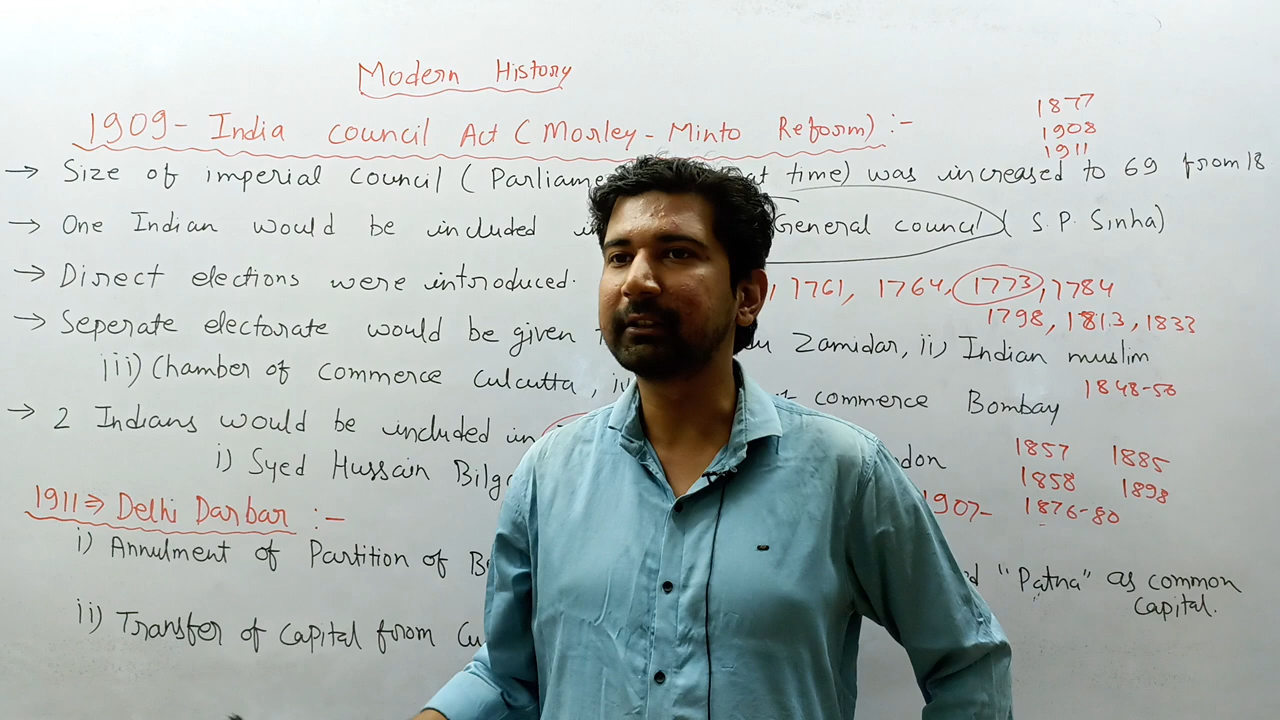 Modern History
1877
1909 - India council Act (Morley - Minto Reform) :-
1908
1911
→ Size of imperial council ( at time) was increased to 69 from 18
→ One Indian would be included General council ( S.P. Sinha)
→ Direct elections were introduced.
1761, 1764, 1773, 1784
1798, 1813, 1833
→ Seperate electorate would be given Zamidar, ii) Indian muslim
iii) Chamber of commerce Culcutta, commerce Bombay
1848-50
→ 2 Indians would be included in
1857 1885
i) Syed Hussain
1858 1898
1911 ⇒ Delhi Darbar :-
1907- 1876-80
i) Annulment of Partition of "Patna" as common
capital.
ii) Transfer of capital from